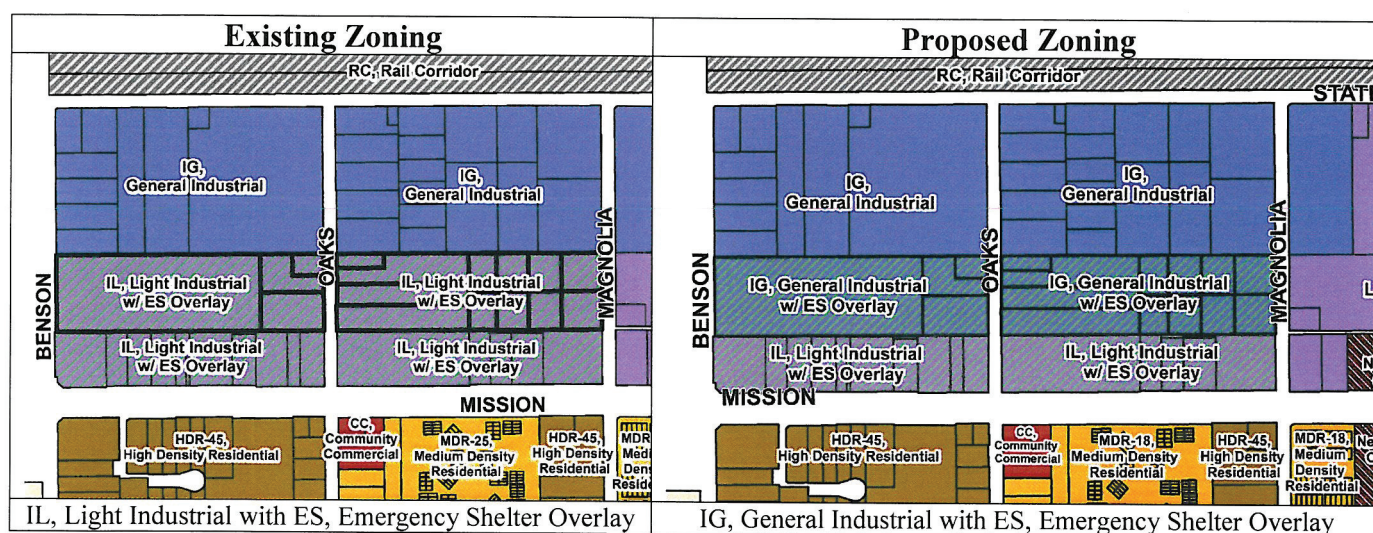 Existing Zoning
RC, Rail Corridor
IG,
General Industrial
IG,
General Industrial
BENSON
OAKS
MAGNOLIA
IL, Light Industrial
w/ ES Overlay
IL, Light Industrial
w/ ES Overlay
IL, Light Industrial
w/ ES Overlay
IL, Light Industrial
w/ ES Overlay
MISSION
HDR-45,
High Density Residential
CC,
Community
Commercial
MDR-25,
Medium Density
Residential
HDR-45,
High Density
Residential
MDR-
Medi
Dens
Reside
IL, Light Industrial with ES, Emergency Shelter Overlay
Proposed Zoning
RC, Rail Corridor
STATE
IG,
General Industrial
IG,
General Industrial
BENSON
OAKS
MAGNOLIA
IG, General Industrial
w/ ES Overlay
IG, General Industrial
w/ ES Overlay
L
IL, Light Industrial
w/ ES Overlay
IL, Light Industrial
w/ ES Overlay
N
MISSION
HDR-45,
High Density Residential
CC,
Community
Commercial
MDR-18,
Medium Density
Residential
HDR-45,
High Density
Residential
MDR-18,
Medium
Density
Residential
Ne
C
IG, General Industrial with ES, Emergency Shelter Overlay